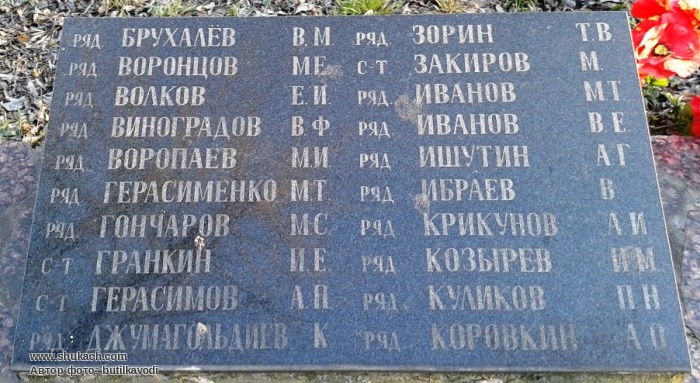 РЯД. БРУХАЛЁВ В.М.
РЯД. ВОРОНЦОВ М.Е.
РЯД. ВОЛКОВ Е.И.
РЯД. ВИНОГРАДОВ В.Ф.
РЯД. ВОРОПАЕВ М.И.
РЯД. ГЕРАСИМЕНКО М.Т.
РЯД. ГОНЧАРОВ М.С.
С-Т ГРАНКИН И.Е.
С-Т ГЕРАСИМОВ А.П.
РЯД. ДЖУМАГОЛЬДИЕВ К.
РЯД. ЗОРИН Т.В.
С-Т ЗАКИРОВ М.
РЯД. ИВАНОВ М.Т.
РЯД. ИВАНОВ В.Е.
РЯД. ИШУТИН А.Г.
РЯД. ИБРАЕВ В.
РЯД. КРИКУНОВ А.И.
РЯД. КОЗЫРЕВ И.М.
РЯД. КУЛИКОВ П.Н.
РЯД. КОРОВКИН А.О.
www.shukach.com
Автор фото- butilkavodi